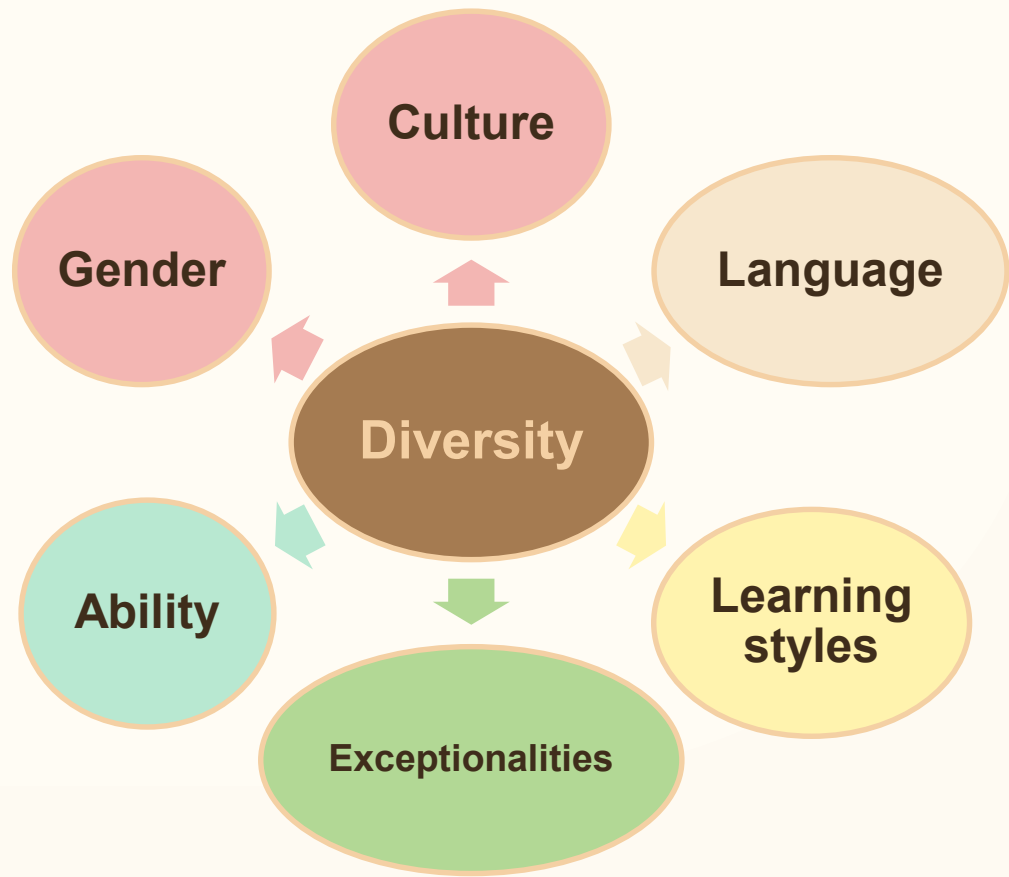 Culture
Gender
Language
Diversity
Ability
Learning
styles
Exceptionalities